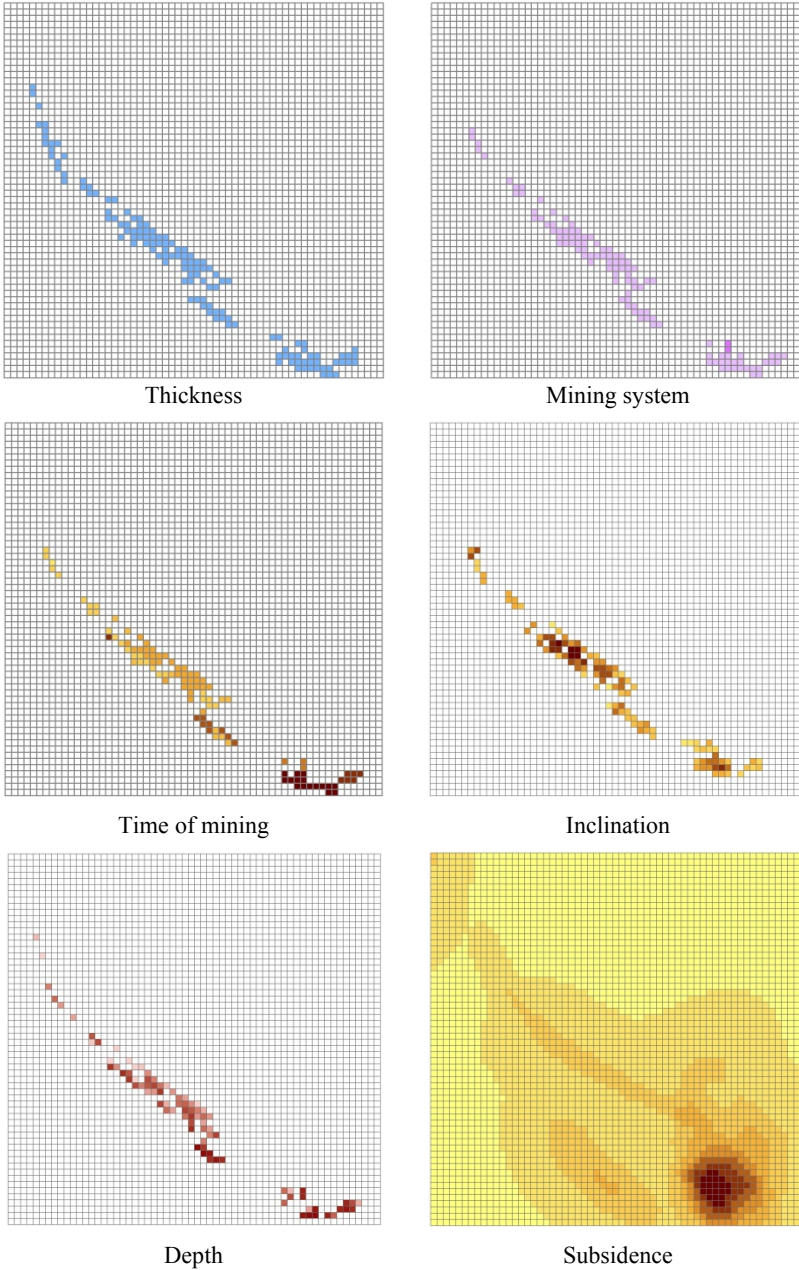 Thickness
Mining system
Time of mining
Inclination
Depth
Subsidence